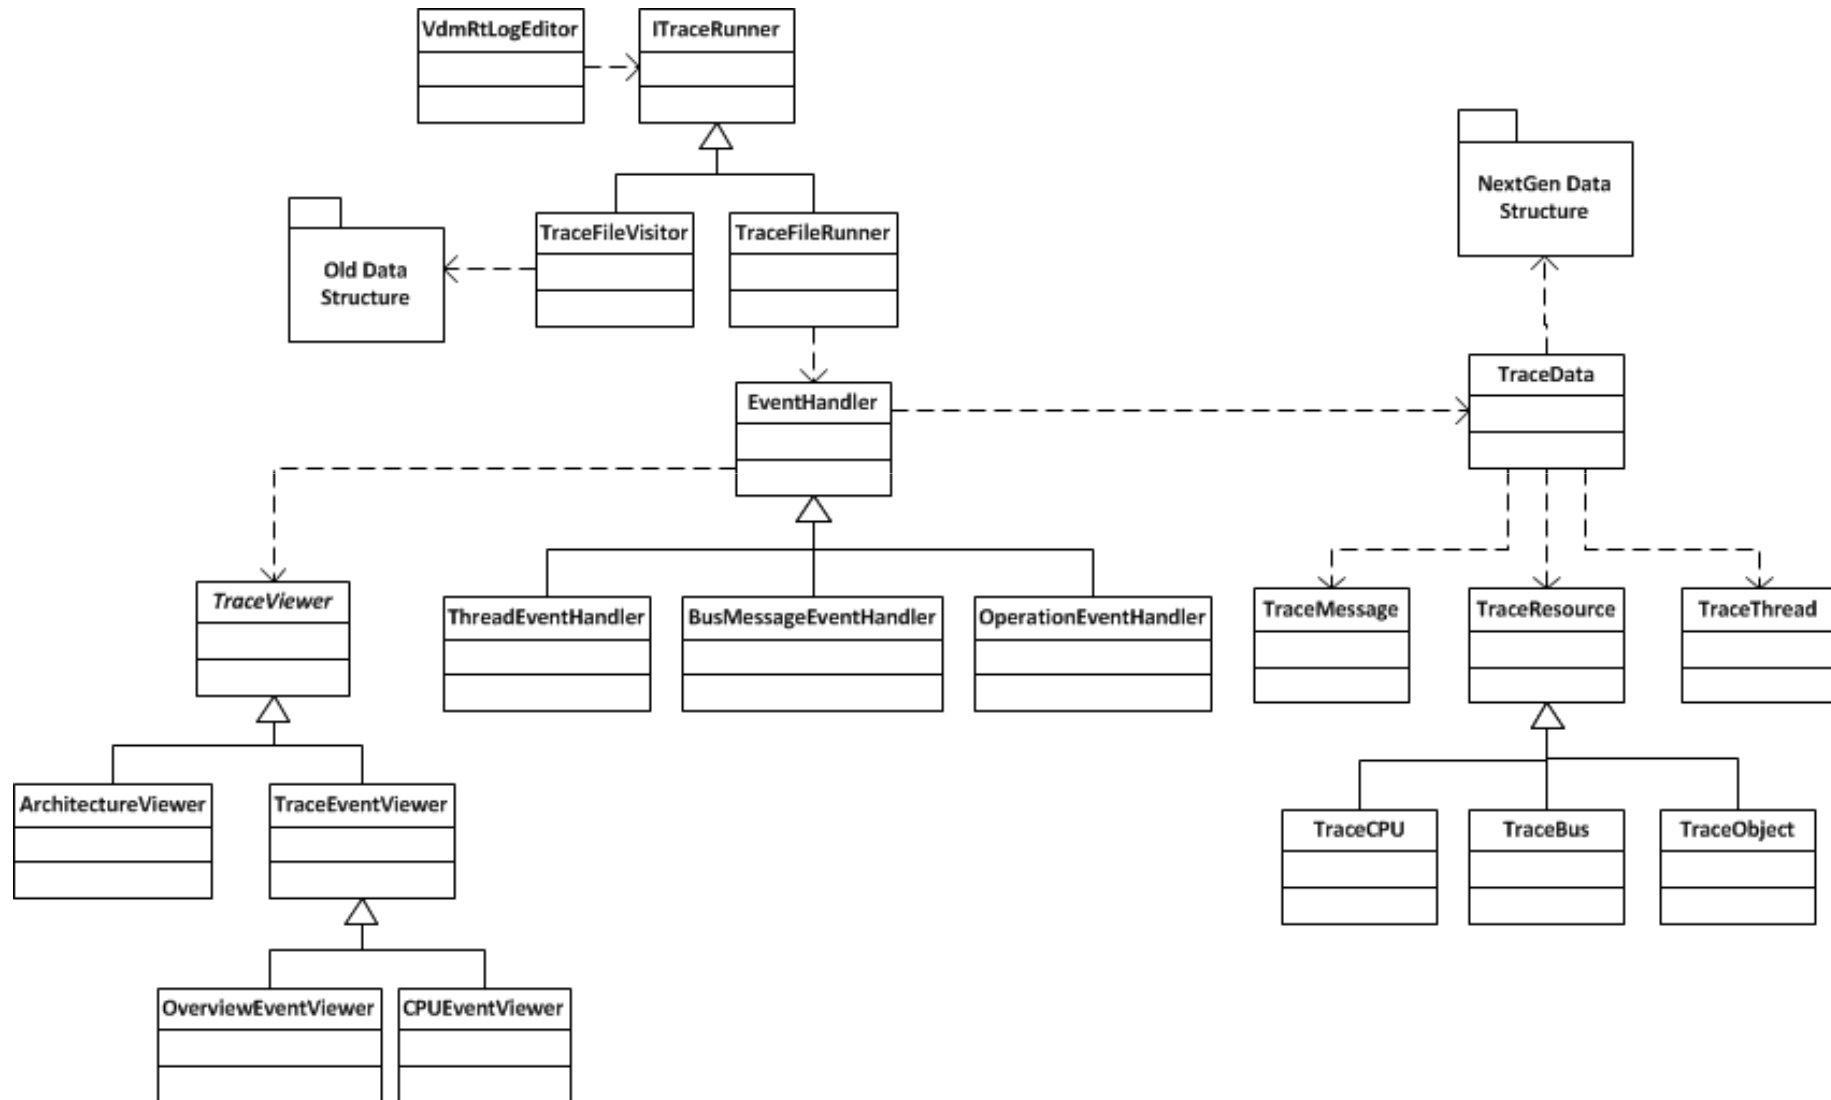 VdmRtLogEditor
ITraceRunner
NextGen Data
Structure
TraceFileVisitor
TraceFileRunner
Old Data
Structure
TraceData
EventHandler
TraceViewer
ThreadEventHandler
BusMessageEventHandler
OperationEventHandler
TraceMessage
TraceResource
TraceThread
ArchitectureViewer
TraceEventViewer
TraceCPU
TraceBus
TraceObject
OverviewEventViewer
CPUEventViewer